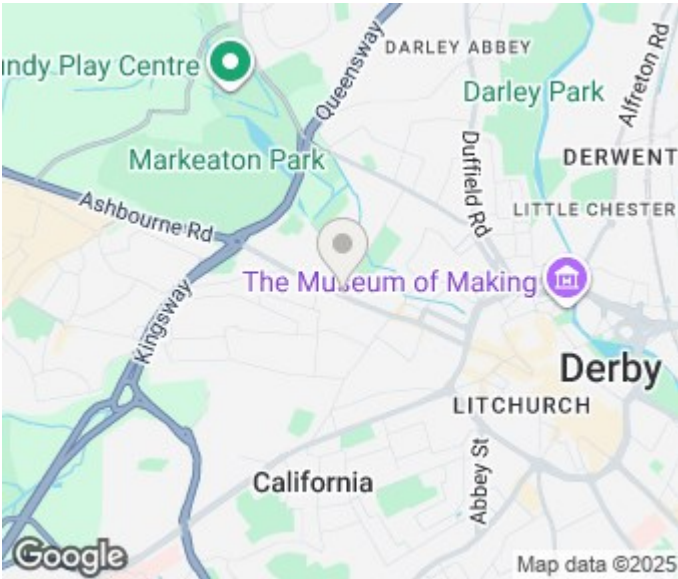 DARLEY ABBEY
ndy Play Centre
Queensway
Alfreton Rd
Darley Park
Markeaton Park
Duffield Rd
DERWENT
Ashbourne Rd
LITTLE CHESTER
The Museum of Making
Kingsway
Derby
LITCHURCH
Abbey St
California
Google
Map data ©2025